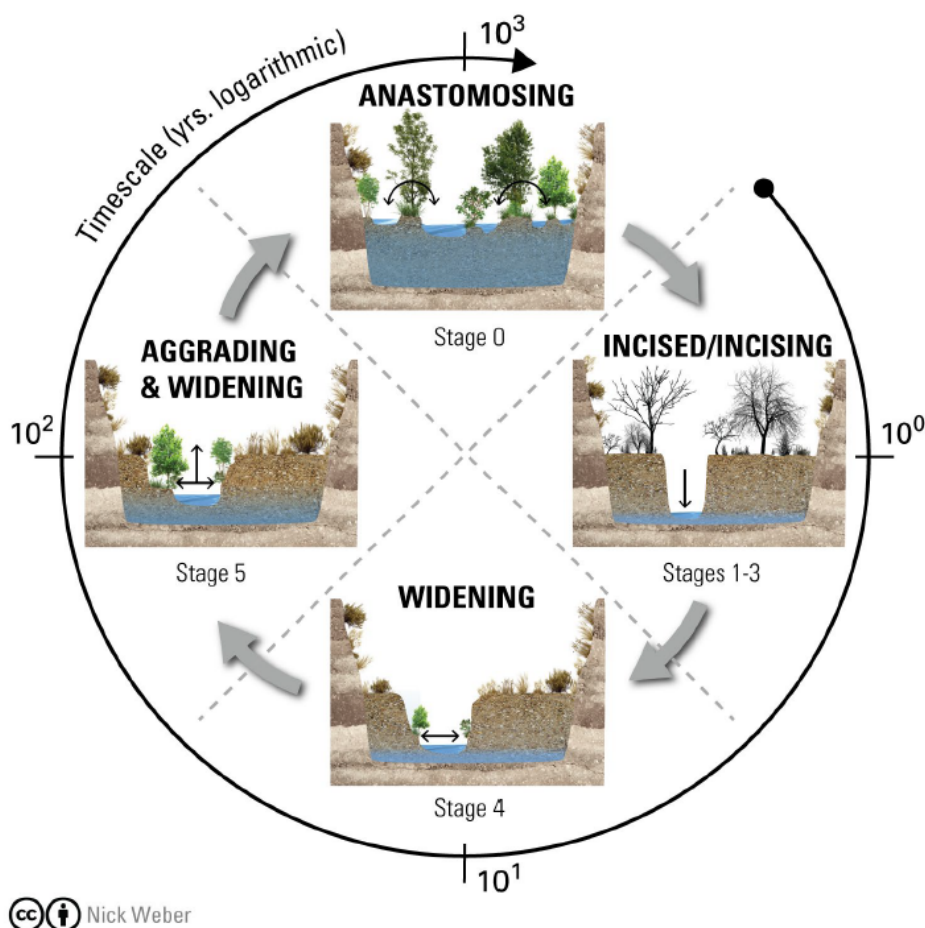 Timescale (yrs. logarithmic)
10³
ANASTOMOSING
Stage 0
AGGRADING
& WIDENING
10²
Stage 5
INCISED/INCISING
10⁰
Stages 1-3
WIDENING
Stage 4
10¹
cc Nick Weber